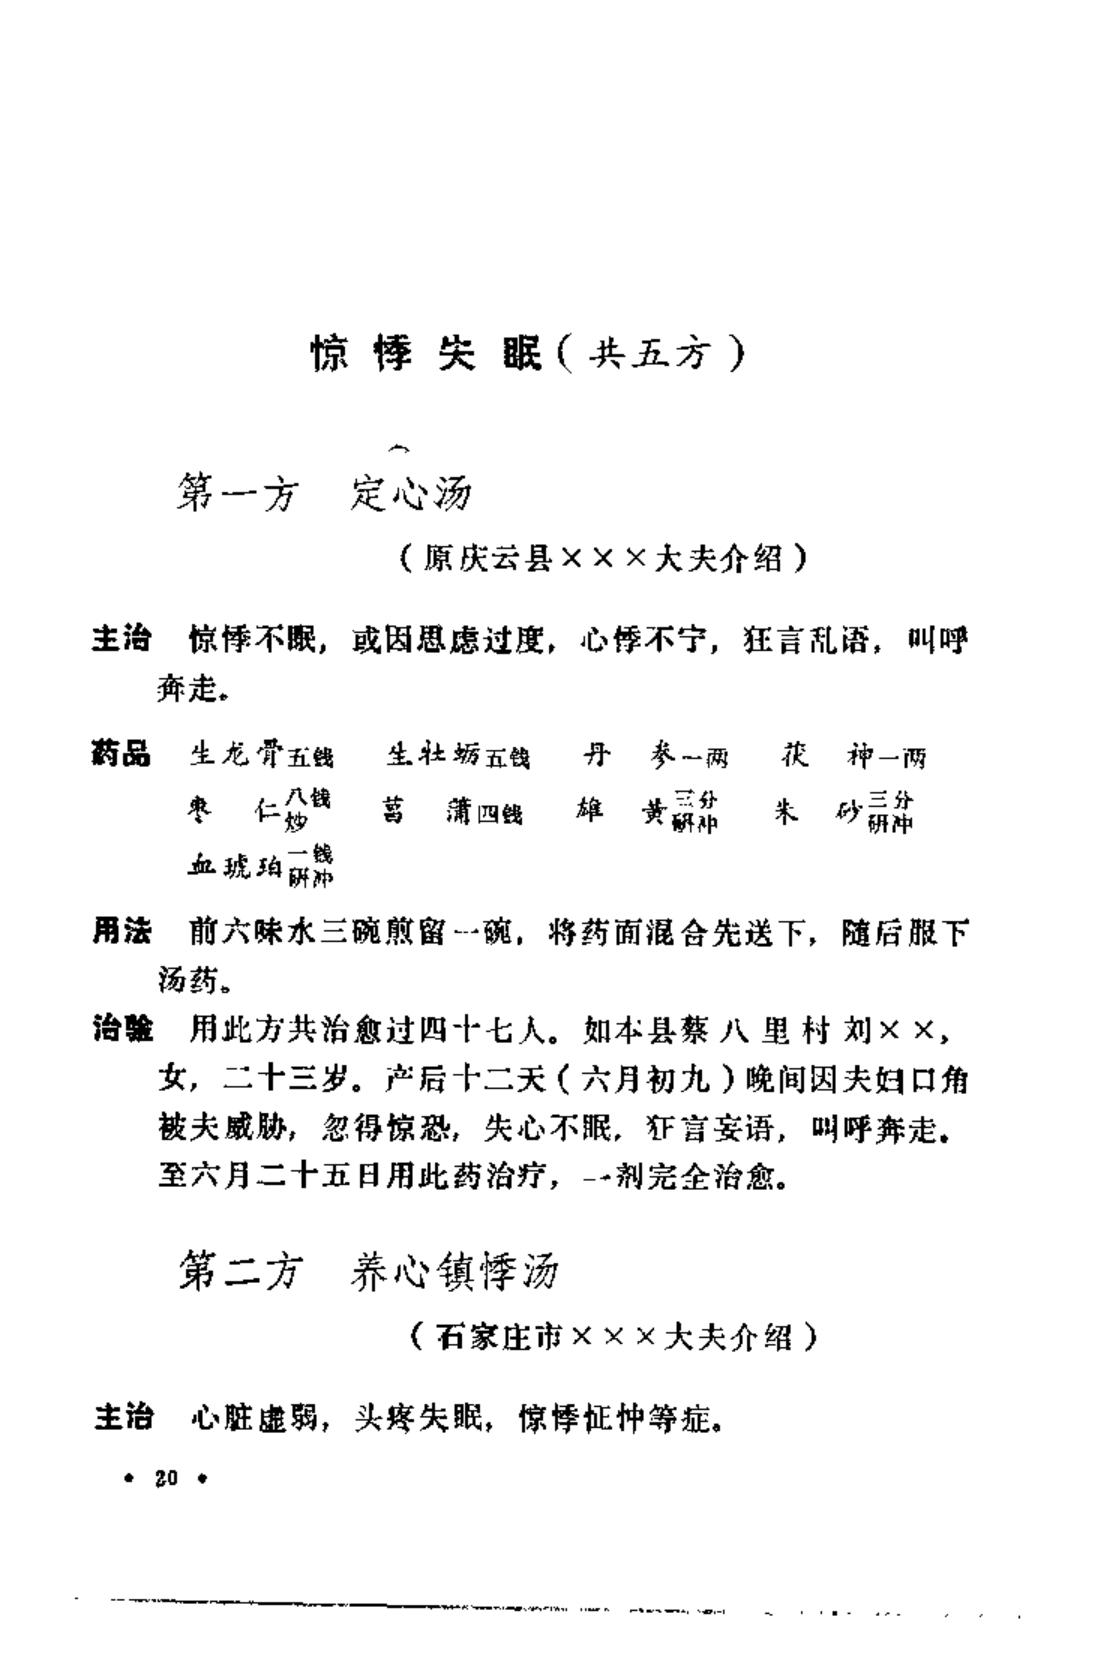 惊悸失眠（共五方）
第一方　定心汤
（原庆云县×××大夫介绍）
主治　惊悸不眠，或因思虑过度，心悸不宁，狂言乱语，叫呼
奔走。
药品　生龙骨五钱　生牡蛎五钱　丹　参一两　茯　神一两
枣　仁八钱炒　菖　蒲四钱　雄　黄三分研冲　朱　砂三分研冲
血琥珀一钱研冲
用法　前六味水三碗煎留一碗，将药面混合先送下，随后服下
汤药。
治验　用此方共治愈过四十七人。如本县蔡八里村刘××，
女，二十三岁。产后十二天（六月初九）晚间因夫妇口角
被夫威胁，忽得惊恐，失心不眠，狂言妄语，叫呼奔走。
至六月二十五日用此药治疗，一剂完全治愈。
第二方　养心镇悸汤
（石家庄市×××大夫介绍）
主治　心脏虚弱，头疼失眠，惊悸怔忡等症。
• 20 •